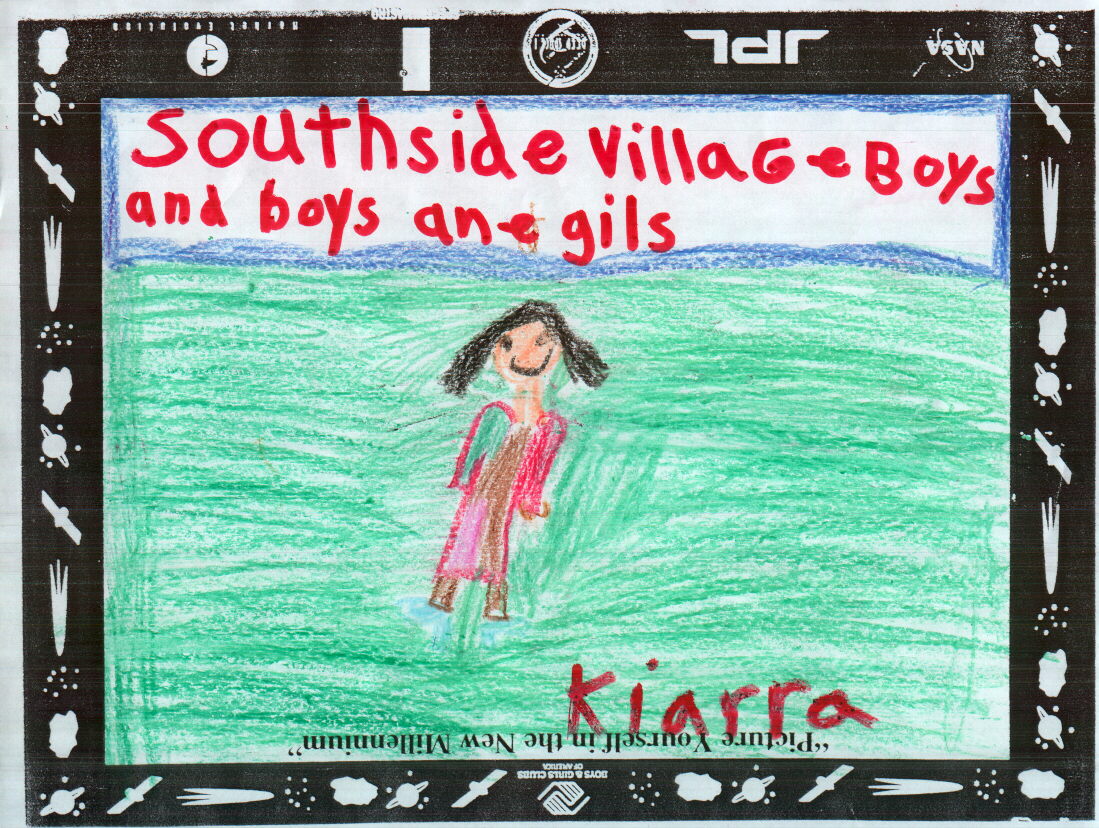 Southside VillaGe Boys
and boys ane gils
Kiarra
"Picture Yourself in the New Millennium"
BOYS & GIRLS CLUBS
OF AMERICA
JPL
NASA